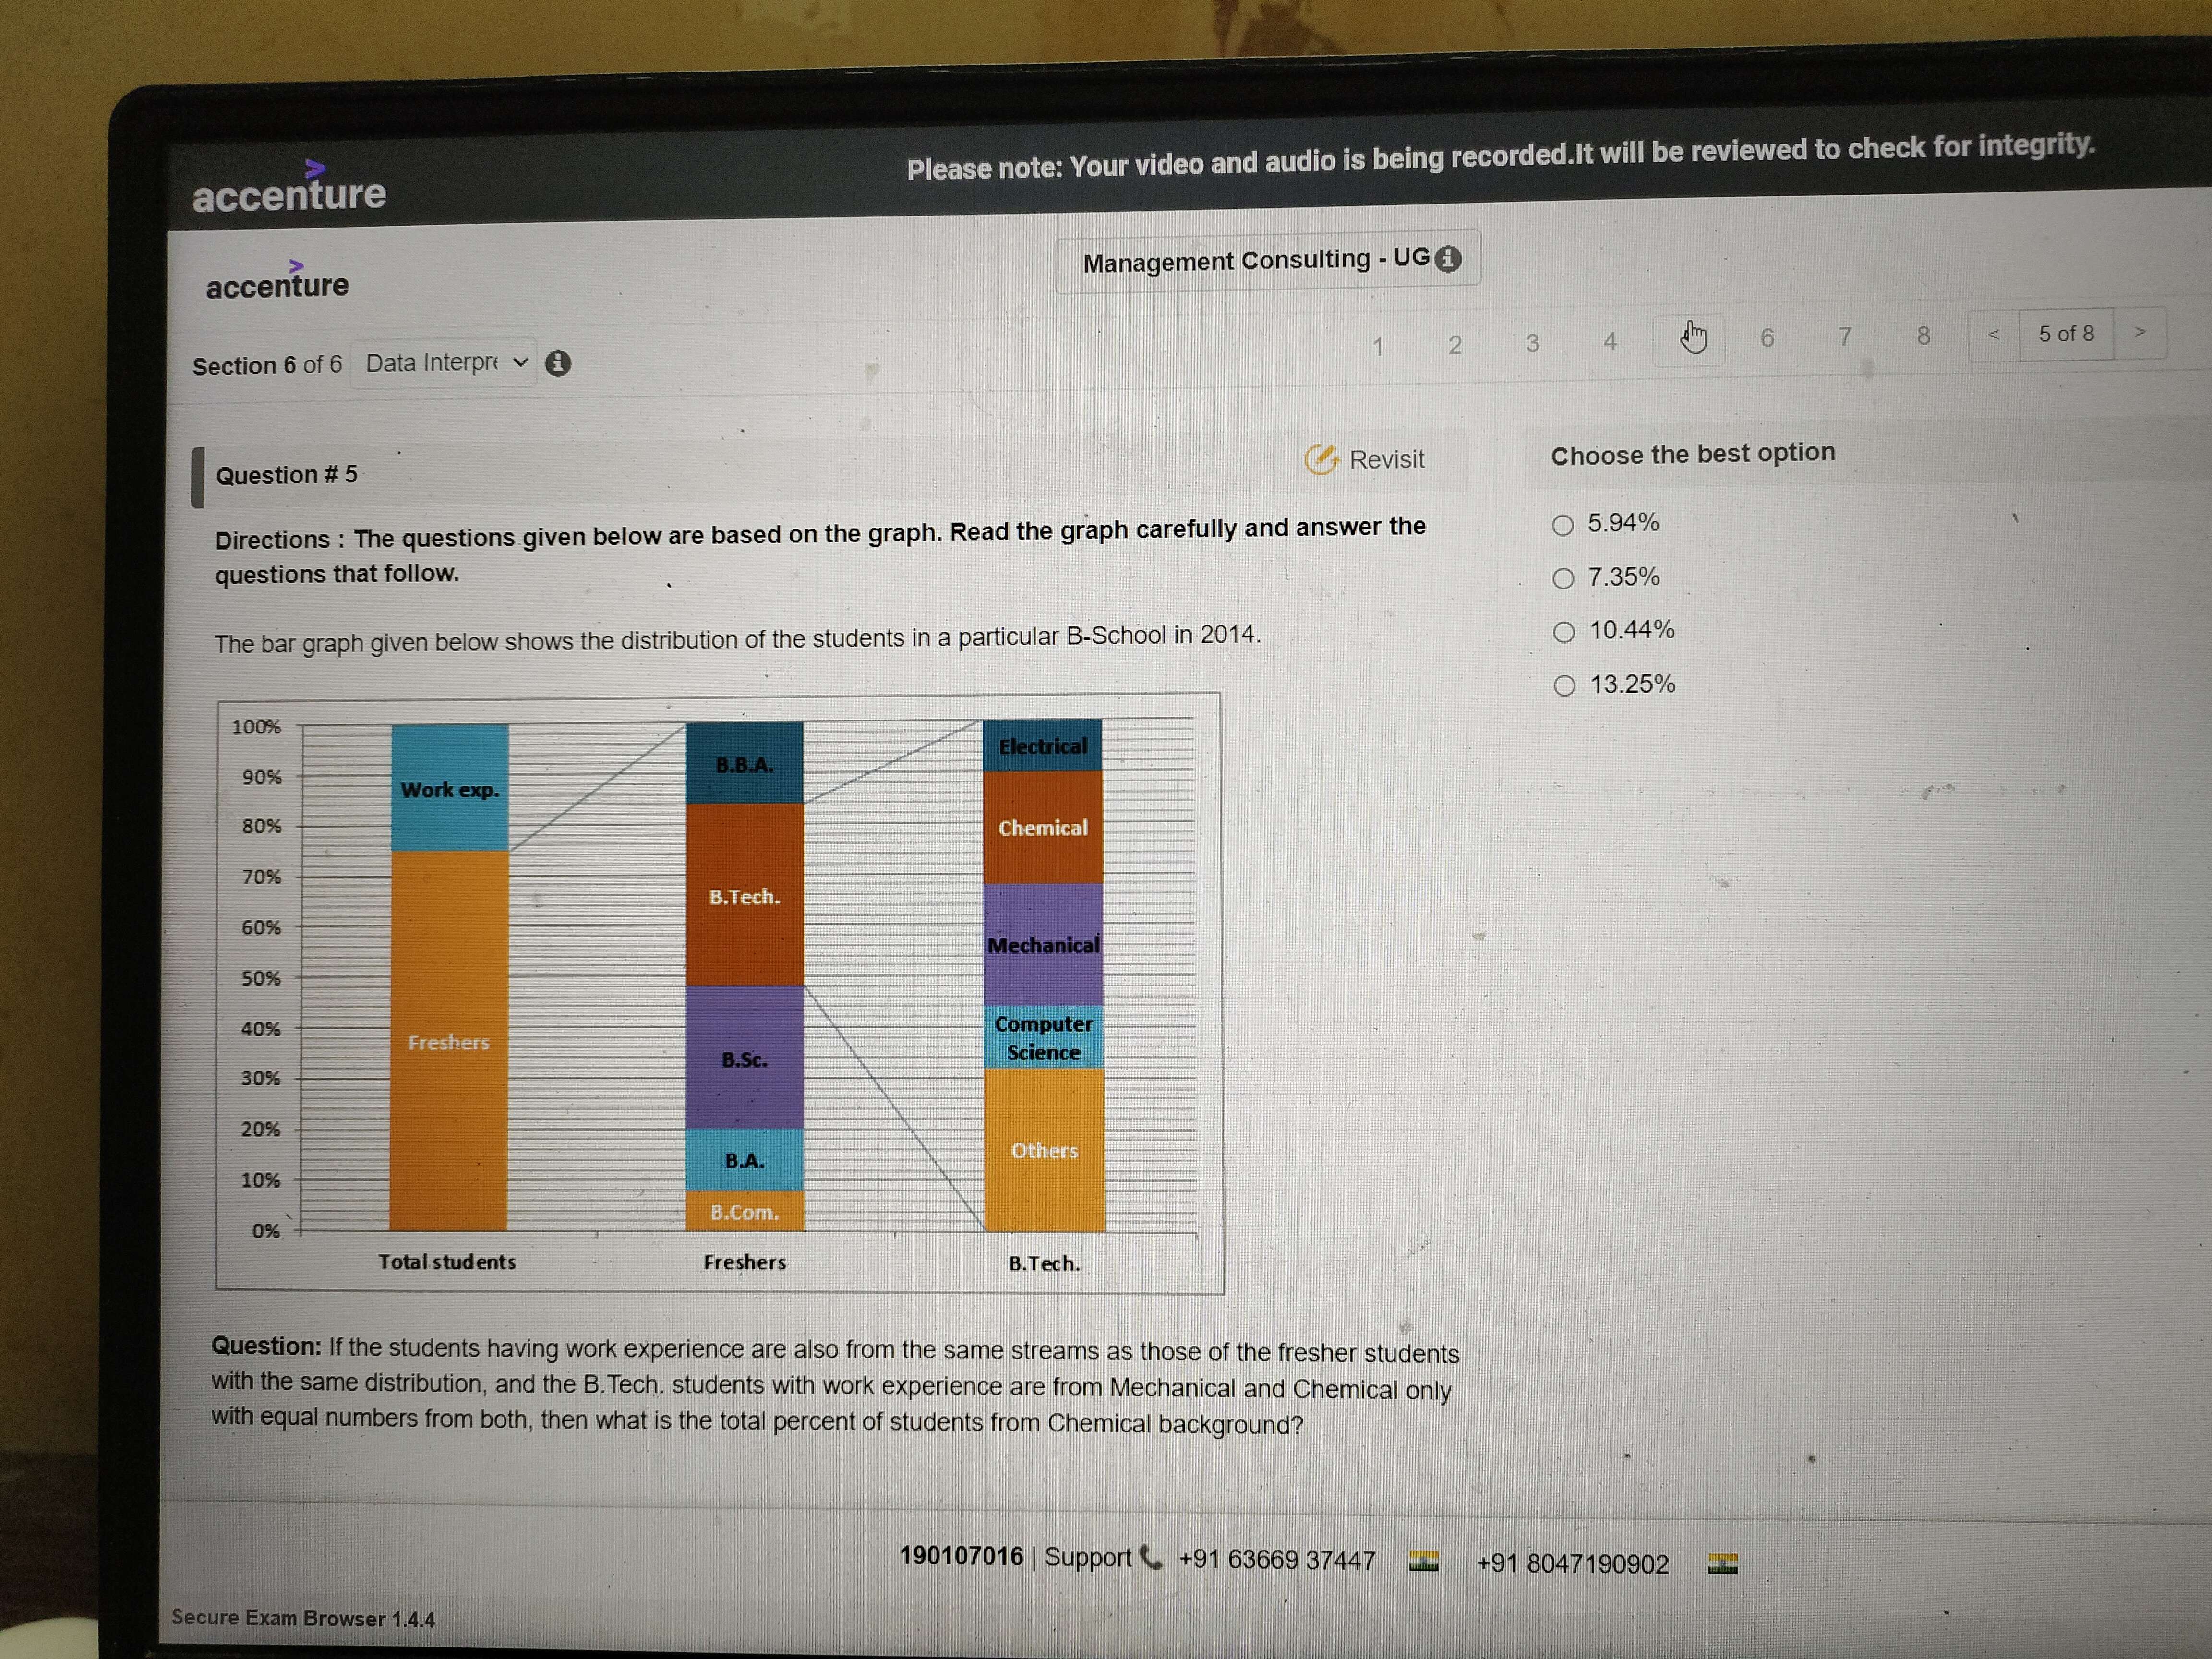 accenture
Please note: Your video and audio is being recorded.It will be reviewed to check for integrity.
accenture
Management Consulting - UG
Section 6 of 6 Data Interpr
1 2 3 4 6 7 8 < 5 of 8 >
Question # 5
Revisit
Directions : The questions given below are based on the graph. Read the graph carefully and answer the
questions that follow.
The bar graph given below shows the distribution of the students in a particular B-School in 2014.
100%
90%
80%
70%
60%
50%
40%
30%
20%
10%
0%
Work exp.
Freshers
B.B.A.
B.Tech.
B.Sc.
B.A.
B.Com.
Electrical
Chemical
Mechanical
Computer
Science
Others
Total students
Freshers
B.Tech.
Question: If the students having work experience are also from the same streams as those of the fresher students
with the same distribution, and the B.Tech. students with work experience are from Mechanical and Chemical only
with equal numbers from both, then what is the total percent of students from Chemical background?
Choose the best option
5.94%
7.35%
10.44%
13.25%
190107016 | Support +91 63669 37447 +91 8047190902
Secure Exam Browser 1.4.4